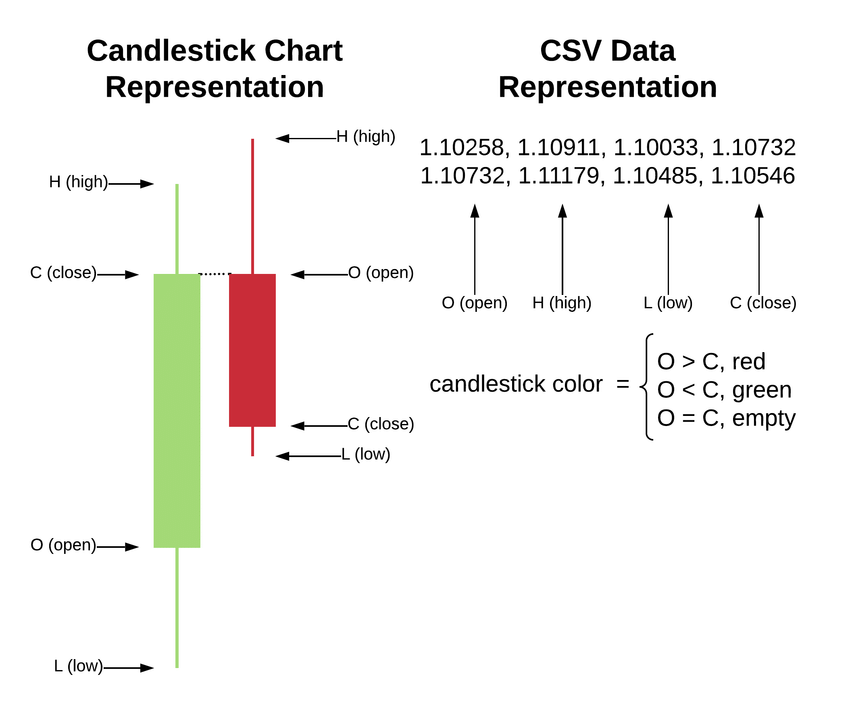 Candlestick Chart
Representation
CSV Data
Representation
H (high)
H (high)
C (close)
O (open)
C (close)
L (low)
O (open)
L (low)
1.10258, 1.10911, 1.10033, 1.10732
1.10732, 1.11179, 1.10485, 1.10546
O (open) H (high) L (low) C (close)
candlestick color =
O > C, red
O < C, green
O = C, empty